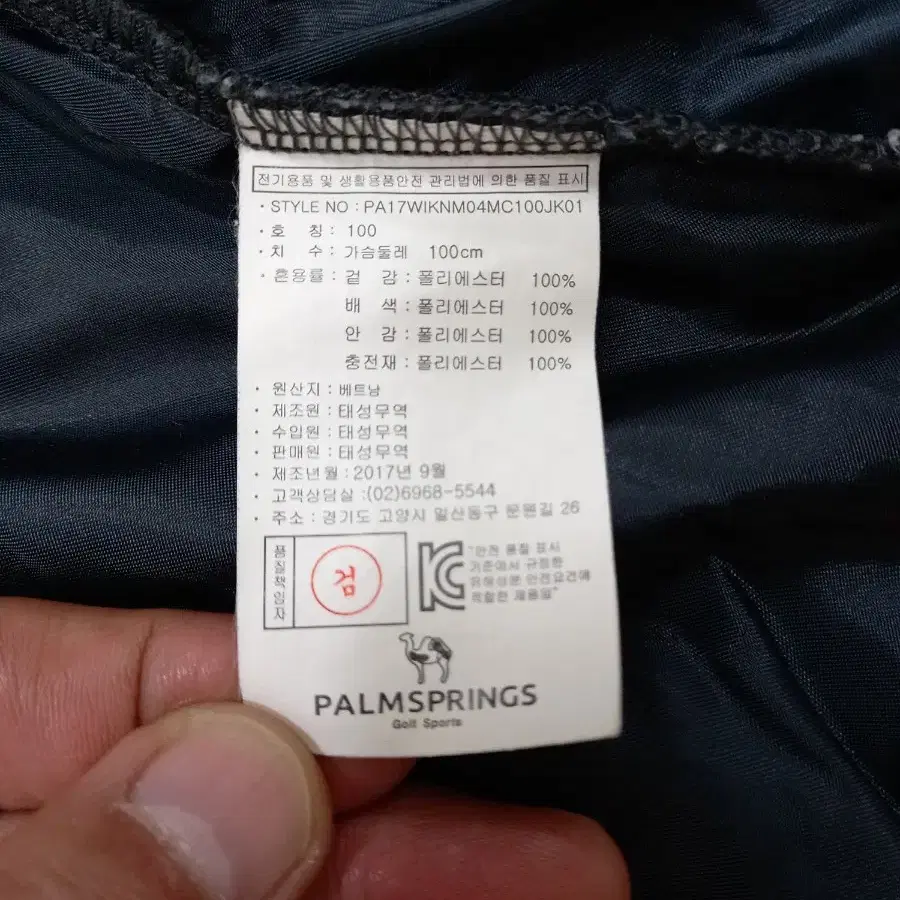 전기용품 및 생활용품안전 관리법에 의한 품질 표시
· STYLE NO : PA17WIKNM04MC100JK01
· 호 칭 : 100
· 치 수 : 가슴둘레 100cm
· 혼용률 : 겉 감 : 폴리에스터 100%
배 색 : 폴리에스터 100%
안 감 : 폴리에스터 100%
충전재 : 폴리에스터 100%
· 원산지 : 베트남
· 제조원 : 태성무역
· 수입원 : 태성무역
· 판매원 : 태성무역
· 제조년월 : 2017년 9월
· 고객상담실 :(02)6968-5544
· 주소 : 경기도 고양시 일산동구 문원길 26
품질책임자
검
"안전 품질 표시
기준에서 규정한
유해성분 안전요건에
적합한 제품임"
PALMSPRINGS
Golf Sports